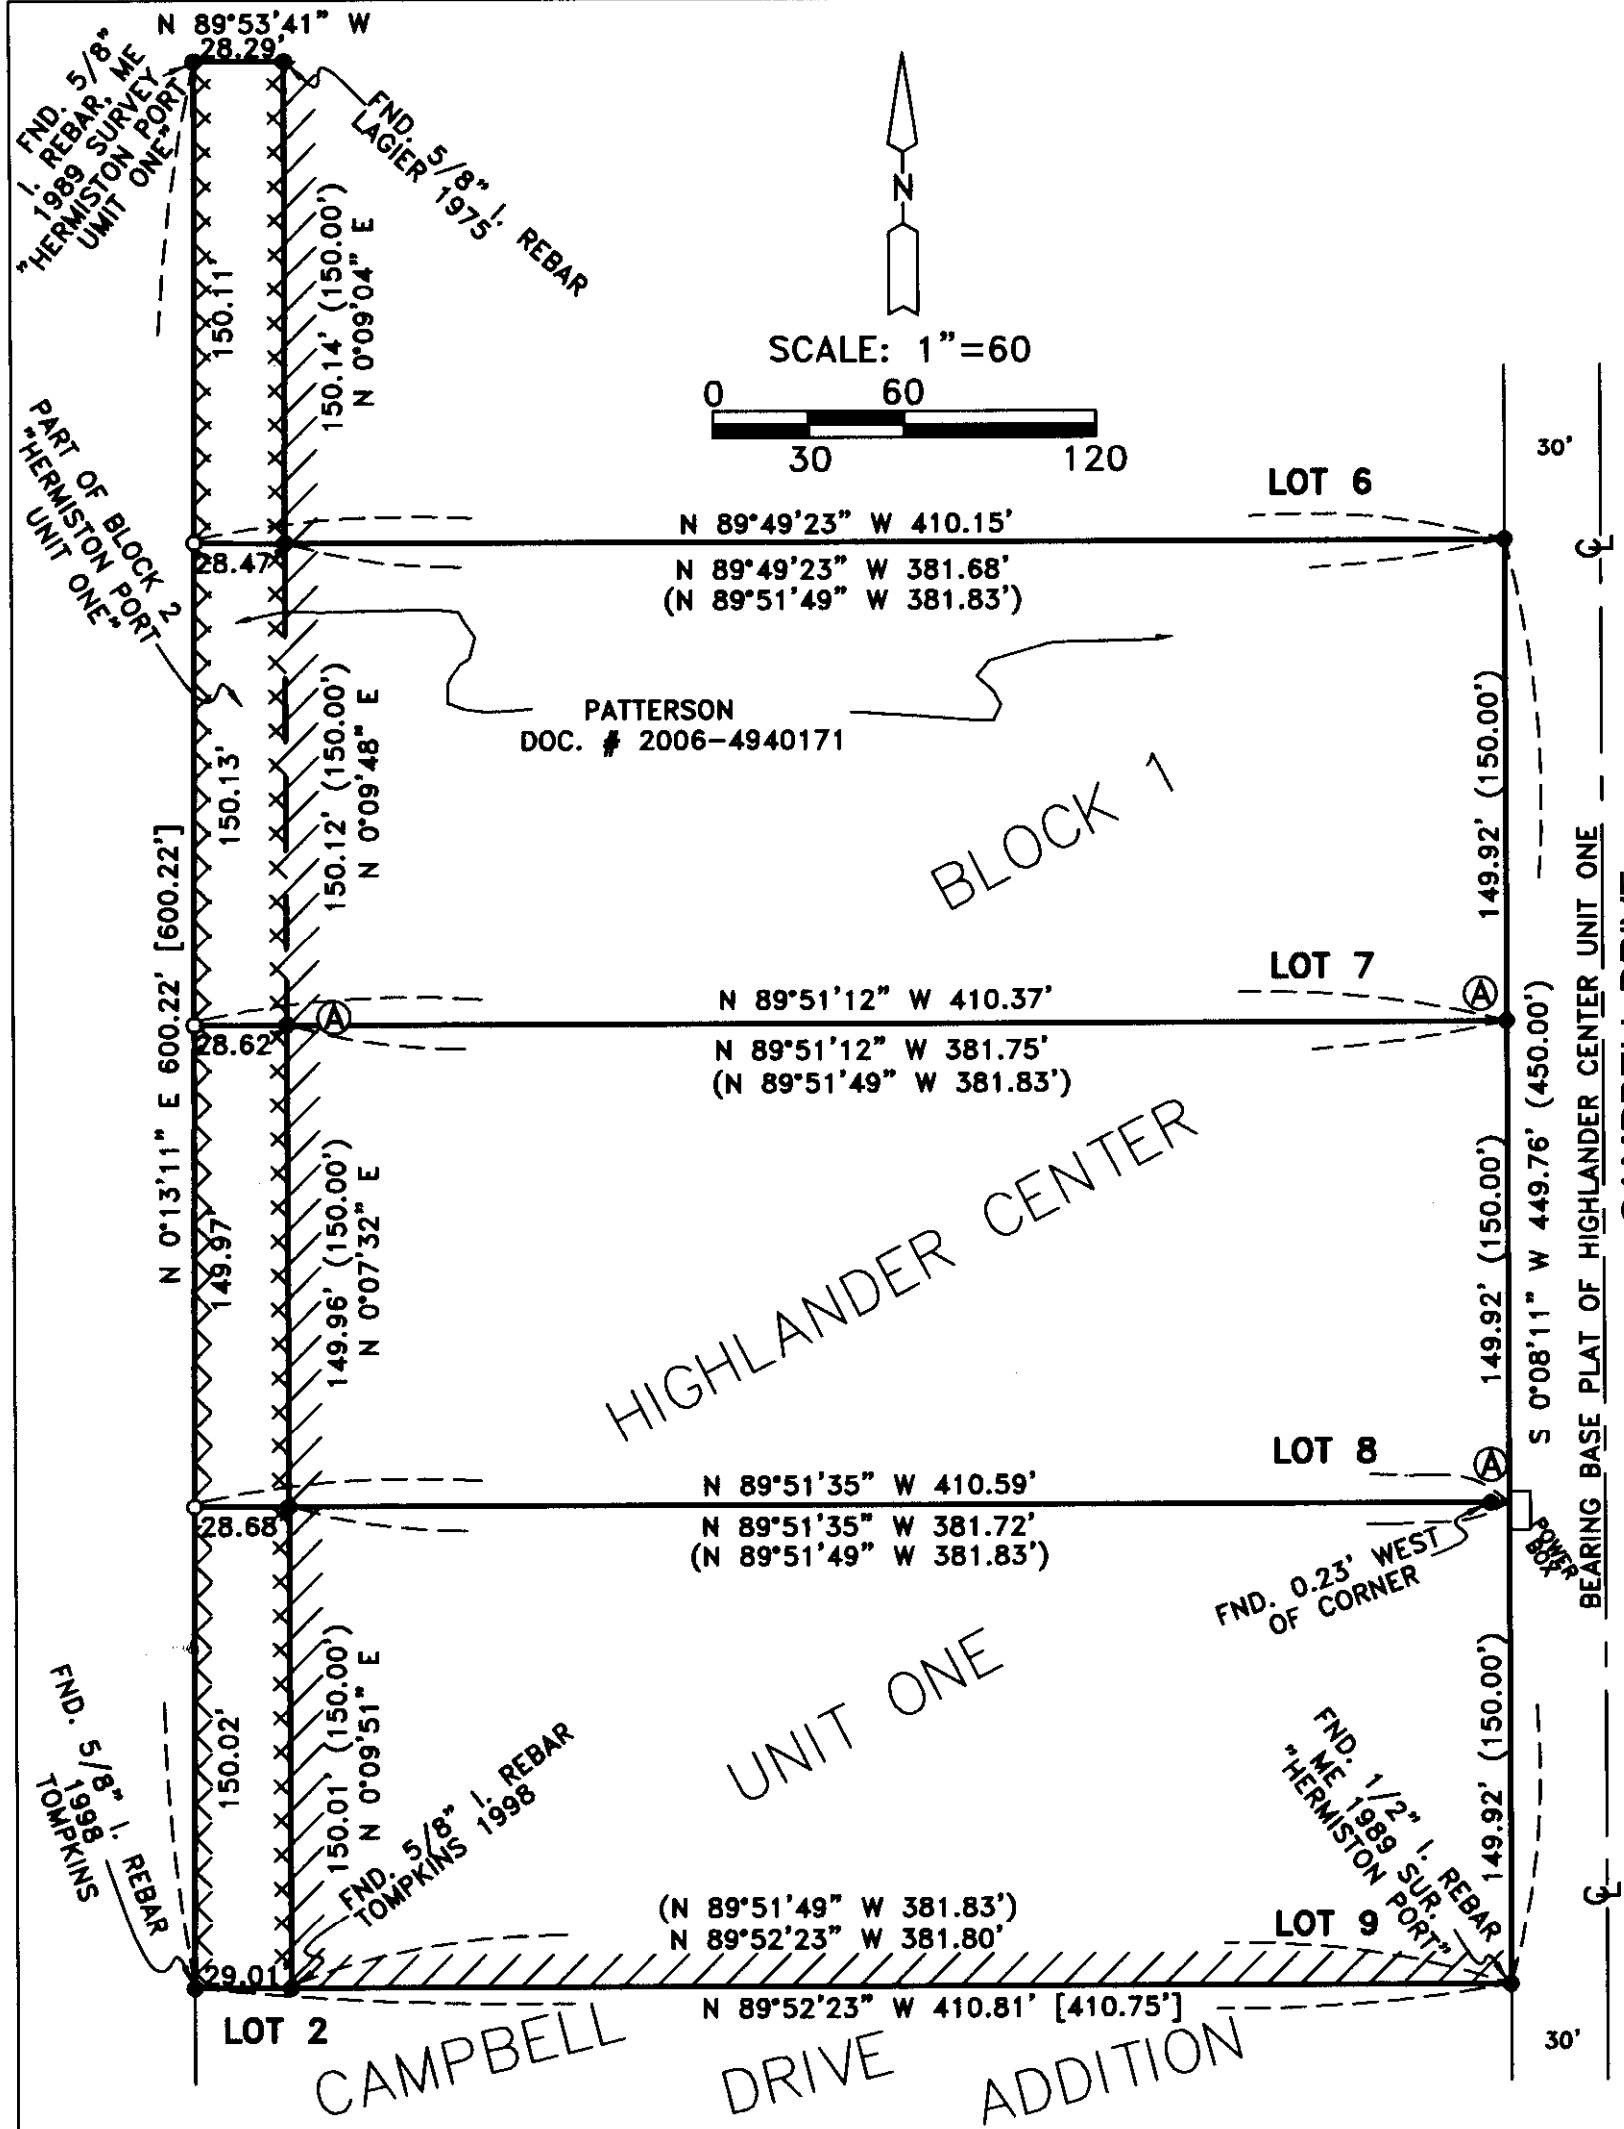 N 89°53'41" W
28.29'
FND. 5/8"
I. REBAR, ME
1989 SURVEY
"HERMISTON PORT
UMIT ONE"
FND. 5/8" I. REBAR
LAGIER 1975
N
SCALE: 1"=60
0 60
30 120
150.11'
150.14' (150.00')
N 0°09'04" E
30'
LOT 6
N 89°49'23" W 410.15'
28.47'
N 89°49'23" W 381.68'
(N 89°51'49" W 381.83')
℄
PART OF BLOCK 2
"HERMISTON PORT
UNIT ONE"
PATTERSON
DOC. # 2006-4940171
150.13'
150.12' (150.00')
N 0°09'48" E
BLOCK 1
149.92' (150.00')
N 0°13'11" E 600.22' [600.22']
LOT 7
A
A
N 89°51'12" W 410.37'
28.62'
N 89°51'12" W 381.75'
(N 89°51'49" W 381.83')
149.97'
149.96' (150.00')
N 0°07'32" E
HIGHLANDER CENTER
149.92' (150.00')
S 0°08'11" W 449.76' (450.00')
BEARING BASE PLAT OF HIGHLANDER CENTER UNIT ONE
LOT 8
A
N 89°51'35" W 410.59'
28.68'
N 89°51'35" W 381.72'
(N 89°51'49" W 381.83')
FND. 0.23' WEST
OF CORNER
POWER
BOX
UNIT ONE
150.02'
150.01 (150.00')
N 0°09'51" E
149.92' (150.00')
FND. 5/8" I. REBAR
1998
TOMPKINS
FND. 5/8" I. REBAR
TOMPKINS 1998
FND. 1/2" I. REBAR
ME 1989 SUR.
"HERMISTON PORT"
℄
(N 89°51'49" W 381.83')
N 89°52'23" W 381.80'
LOT 9
29.01'
N 89°52'23" W 410.81' [410.75']
LOT 2
30'
CAMPBELL DRIVE ADDITION